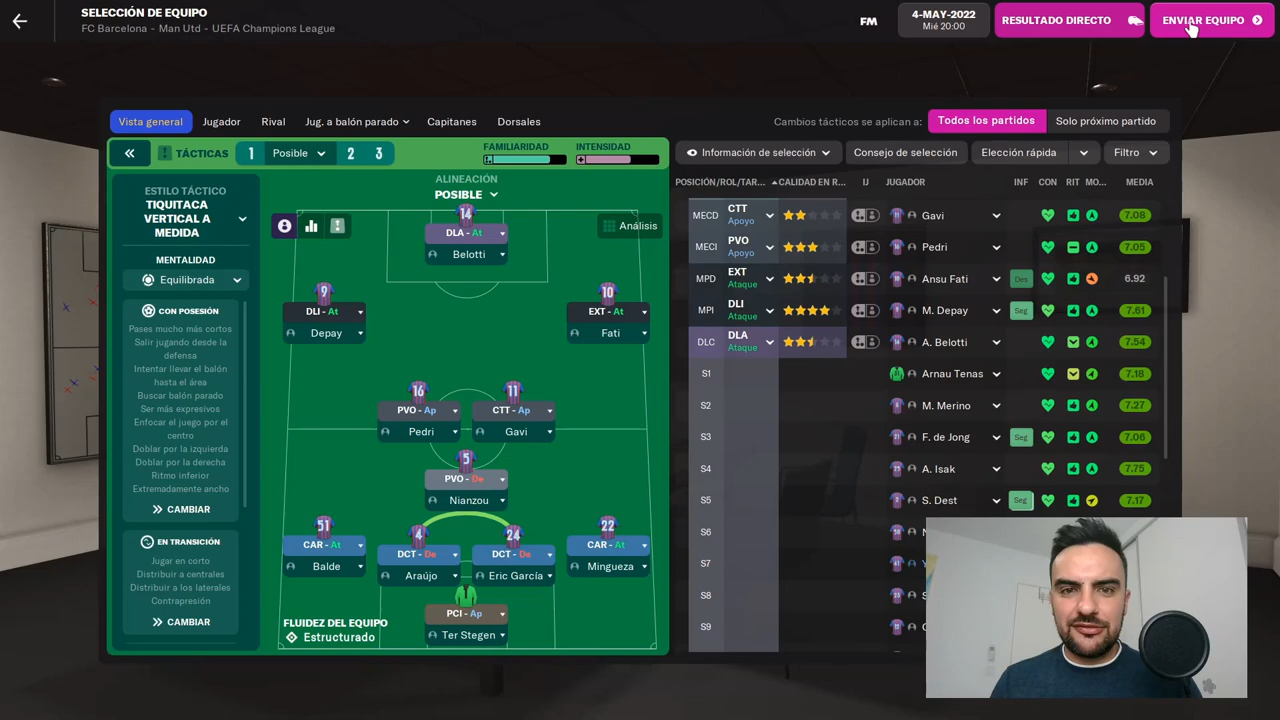 SELECCIÓN DE EQUIPO
FC Barcelona - Man Utd - UEFA Champions League
FM
4-MAY-2022
Mié 20:00
RESULTADO DIRECTO
ENVIAR EQUIPO
Vista general
Jugador
Rival
Jug. a balón parado
Capitanes
Dorsales
Cambios tácticos se aplican a:
Todos los partidos
Solo próximo partido
TÁCTICAS
1
Posible
2
3
FAMILIARIDAD
INTENSIDAD
ESTILO TÁCTICO
TIQUITACA
VERTICAL A
MEDIDA
MENTALIDAD
Equilibrada
CON POSESIÓN
Pases mucho más cortos
Salir jugando desde la
defensa
Intentar llevar el balón
hasta el área
Buscar balón parado
Ser más expresivos
Enfocar el juego por el
centro
Doblar por la izquierda
Doblar por la derecha
Ritmo inferior
Extremadamente ancho
CAMBIAR
EN TRANSICIÓN
Jugar en corto
Distribuir a centrales
Distribuir a los laterales
Contrapresión
CAMBIAR
ALINEACIÓN
POSIBLE
Análisis
14
DLA - At
Belotti
9
DLI - At
Depay
10
EXT - At
Fati
16
PVO - Ap
Pedri
11
CTT - Ap
Gavi
5
PVO - De
Nianzou
51
CAR - At
Balde
4
DCT - De
Araújo
24
DCT - De
Eric García
22
CAR - At
Mingueza
PCI - Ap
Ter Stegen
FLUIDEZ DEL EQUIPO
Estructurado
Información de selección
Consejo de selección
Elección rápida
Filtro
POSICIÓN/ROL/TAR...
CALIDAD EN R...
IJ
JUGADOR
INF
CON
RIT
MO...
MEDIA
MECD
CTT
Apoyo
Gavi
7.08
MECI
PVO
Apoyo
Pedri
7.05
MPD
EXT
Ataque
Ansu Fati
Des
6.92
MPI
DLI
Ataque
M. Depay
Seg
7.61
DLC
DLA
Ataque
A. Belotti
7.54
S1
Arnau Tenas
7.18
S2
M. Merino
7.27
S3
F. de Jong
Seg
7.06
S4
A. Isak
7.75
S5
S. Dest
Seg
7.17
S6
S7
S8
S9